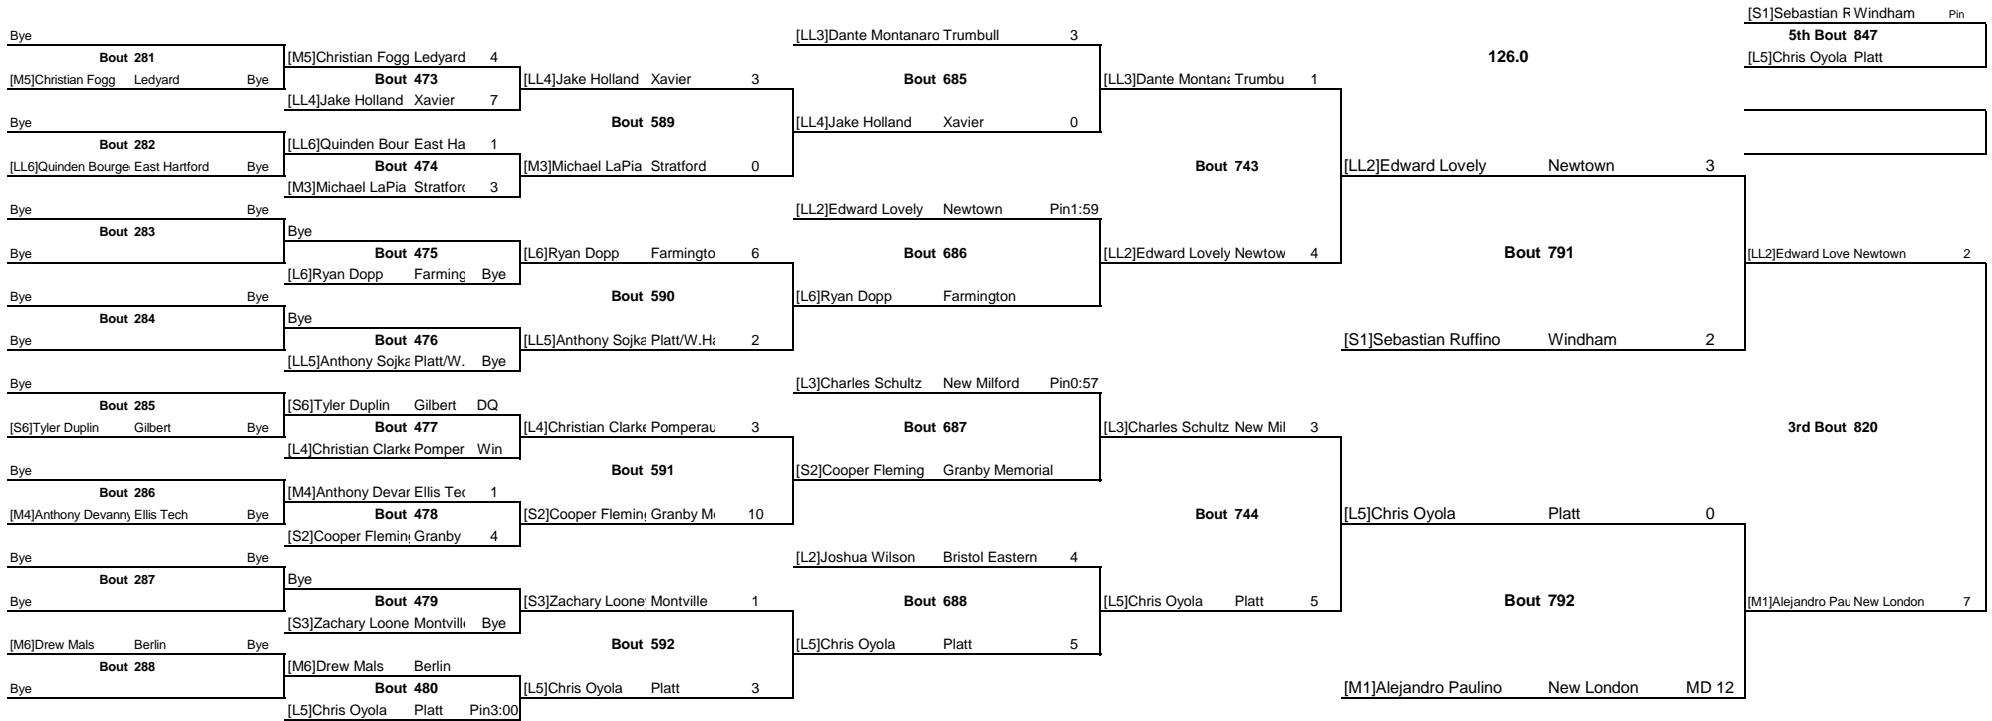 [S1]Sebastian R Windham Pin
Bye [LL3]Dante Montanaro Trumbull 3 5th Bout 847
Bout 281 [M5]Christian Fogg Ledyard 4 126.0 [L5]Chris Oyola Platt
[M5]Christian Fogg Ledyard Bye Bout 473 [LL4]Jake Holland Xavier 3 Bout 685 [LL3]Dante Montana Trumbu 1
[LL4]Jake Holland Xavier 7
Bye Bout 589 [LL4]Jake Holland Xavier 0
Bout 282 [LL6]Quinden Bour East Ha 1
[LL6]Quinden Bourge East Hartford Bye Bout 474 [M3]Michael LaPia Stratford 0 Bout 743 [LL2]Edward Lovely Newtown 3
[M3]Michael LaPia Stratford 3
Bye Bye [LL2]Edward Lovely Newtown Pin1:59
Bout 283 Bye
Bye Bout 475 [L6]Ryan Dopp Farmingto 6 Bout 686 [LL2]Edward Lovely Newtow 4 Bout 791 [LL2]Edward Love Newtown 2
[L6]Ryan Dopp Farming Bye
Bye Bye Bout 590 [L6]Ryan Dopp Farmington
Bout 284 Bye
Bye Bout 476 [LL5]Anthony Sojka Platt/W.Ha 2 [S1]Sebastian Ruffino Windham 2
[LL5]Anthony Sojka Platt/W. Bye
Bye [L3]Charles Schultz New Milford Pin0:57
Bout 285 [S6]Tyler Duplin Gilbert DQ
[S6]Tyler Duplin Gilbert Bye Bout 477 [L4]Christian Clarke Pomperau 3 Bout 687 [L3]Charles Schultz New Mil 3 3rd Bout 820
[L4]Christian Clarke Pomper Win
Bye Bout 591 [S2]Cooper Fleming Granby Memorial
Bout 286 [M4]Anthony Devan Ellis Tec 1
[M4]Anthony Devanny Ellis Tech Bye Bout 478 [S2]Cooper Fleming Granby Me 10 Bout 744 [L5]Chris Oyola Platt 0
[S2]Cooper Fleming Granby 4
Bye Bye [L2]Joshua Wilson Bristol Eastern 4
Bout 287 Bye
Bye Bout 479 [S3]Zachary Looney Montville 1 Bout 688 [L5]Chris Oyola Platt 5 Bout 792 [M1]Alejandro Pau New London 7
[S3]Zachary Loone Montville Bye
[M6]Drew Mals Berlin Bye Bout 592 [L5]Chris Oyola Platt 5
Bout 288 [M6]Drew Mals Berlin
Bye Bout 480 [L5]Chris Oyola Platt 3 [M1]Alejandro Paulino New London MD 12
[L5]Chris Oyola Platt Pin3:00